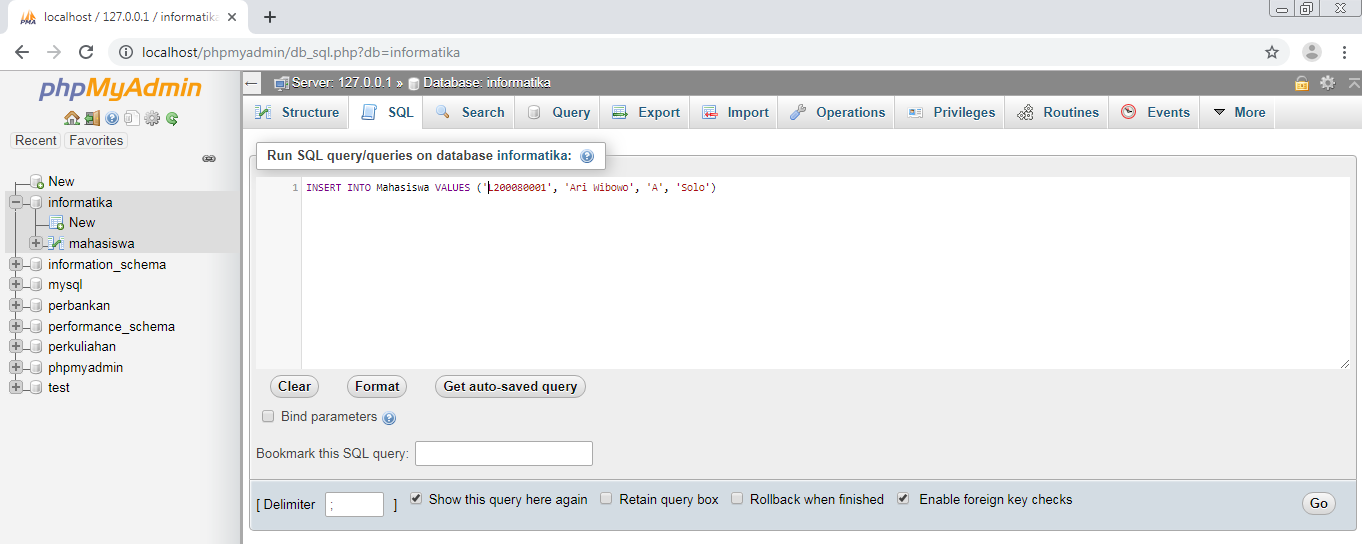 localhost / 127.0.0.1 / informatika
localhost/phpmyadmin/db_sql.php?db=informatika
phpMyAdmin
Recent Favorites
New
informatika
New
mahasiswa
information_schema
mysql
perbankan
performance_schema
perkuliahan
phpmyadmin
test
Server: 127.0.0.1 » Database: informatika
Structure SQL Search Query Export Import Operations Privileges Routines Events More
Run SQL query/queries on database informatika:
1 INSERT INTO Mahasiswa VALUES ('L200080001', 'Ari Wibowo', 'A', 'Solo')
Clear Format Get auto-saved query
Bind parameters
Bookmark this SQL query:
[ Delimiter ; ] Show this query here again Retain query box Rollback when finished Enable foreign key checks Go